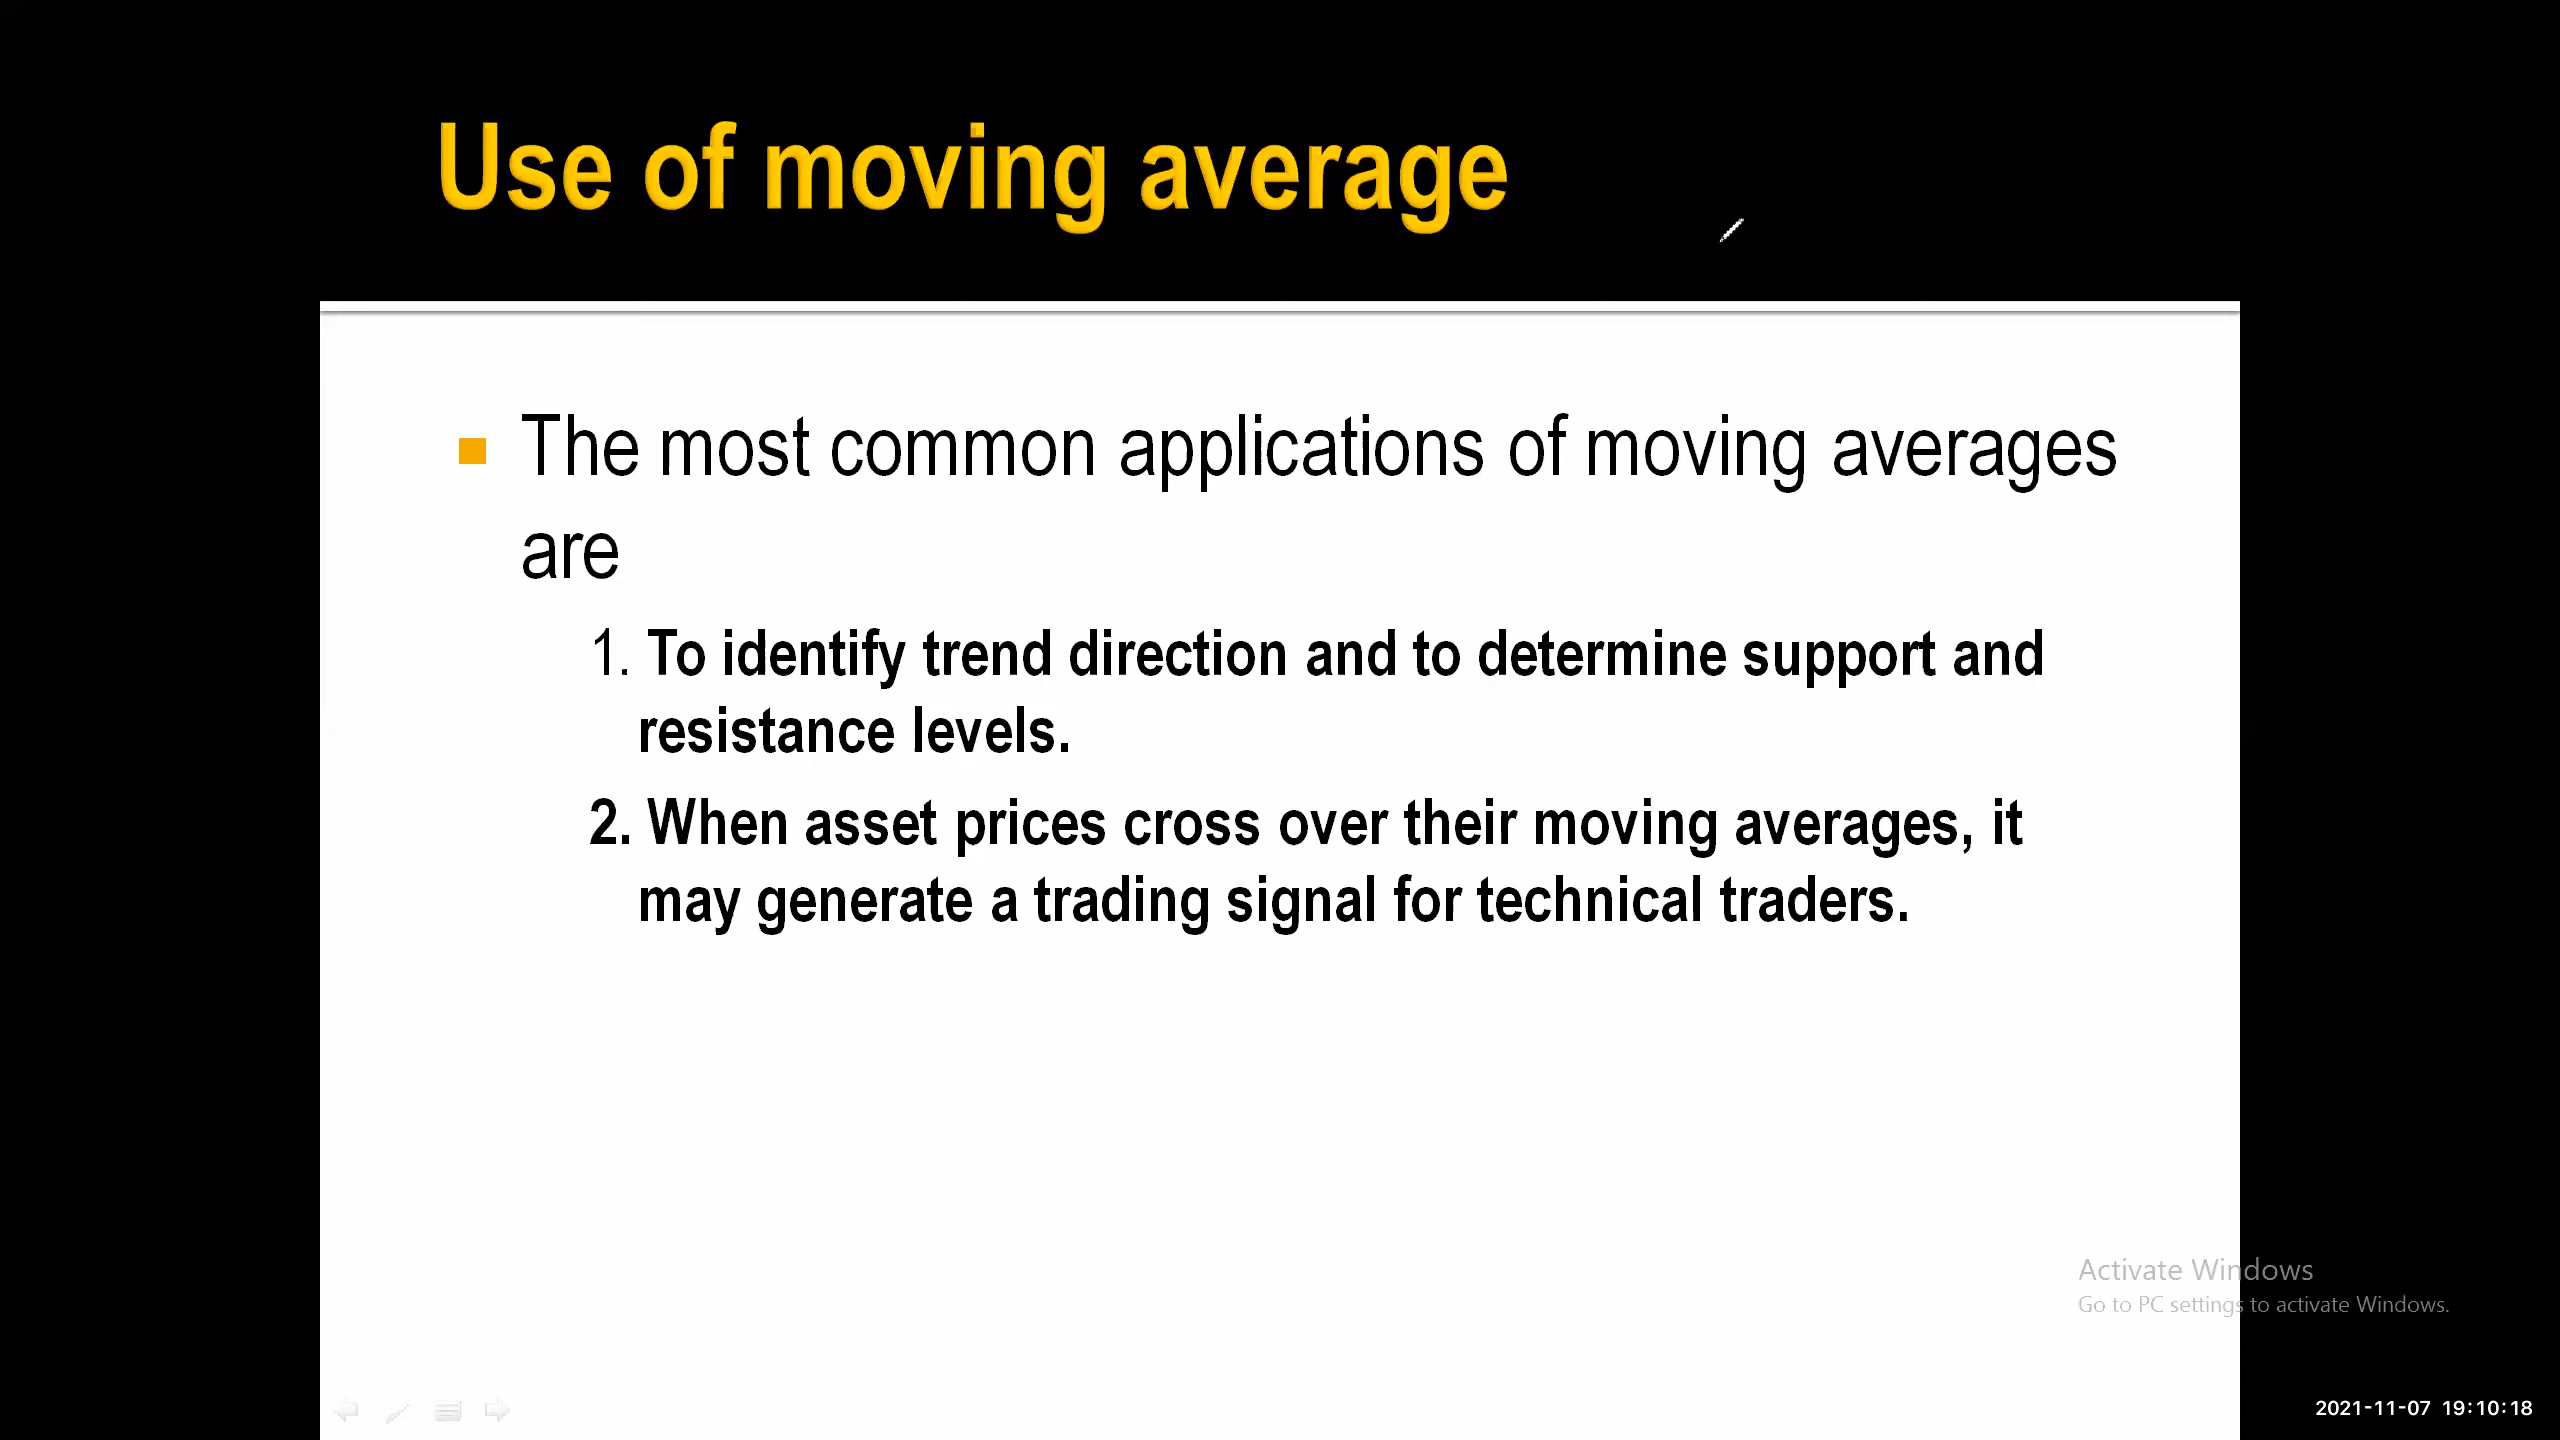 Use of moving average
The most common applications of moving averages
are
1. To identify trend direction and to determine support and
resistance levels.
2. When asset prices cross over their moving averages, it
may generate a trading signal for technical traders.
Activate Windows
Go to PC settings to activate Windows.
2021-11-07 19:10:18